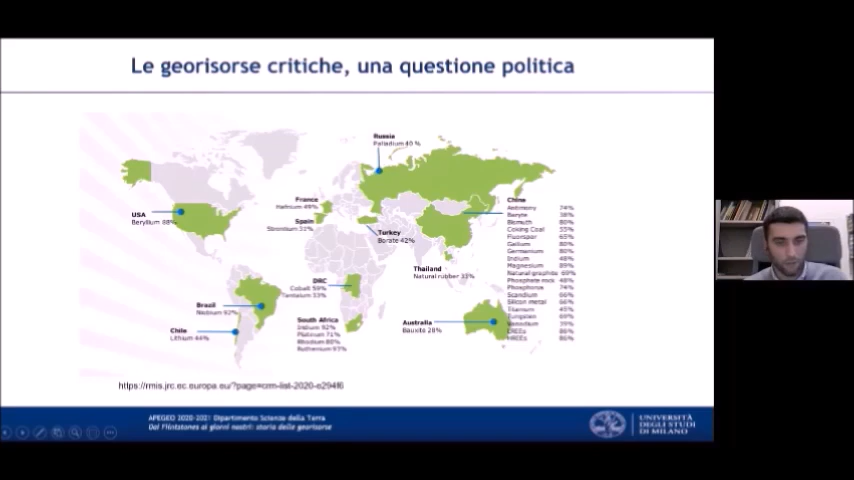 Le georisorse critiche, una questione politica
Russia
Palladium 40 %
USA
Beryllium 88%
France
Hafnium 49%
Spain
Strontium 31%
Turkey
Borate 42%
Thailand
Natural rubber 33%
DRC
Cobalt 59%
Tantalum 33%
Brazil
Niobium 92%
Chile
Lithium 44%
South Africa
Iridium 92%
Platinum 71%
Rhodium 80%
Ruthenium 93%
Australia
Bauxite 28%
China
Antimony 74%
Baryte 38%
Bismuth 80%
Coking Coal 55%
Fluorspar 65%
Gallium 80%
Germanium 80%
Indium 48%
Magnesium 89%
Natural graphite 69%
Phosphate rock 48%
Phosphorus 74%
Scandium 66%
Silicon metal 66%
Titanium 45%
Tungsten 69%
Vanadium 39%
LREEs 86%
HREEs 86%
https://rmis.jrc.ec.europa.eu/?page=crm-list-2020-e294f6
APEGEO 2020-2021 Dipartimento Scienze della Terra
Dai Flintstones ai giorni nostri: storia delle georisorse
UNIVERSITÀ
DEGLI STUDI
DI MILANO